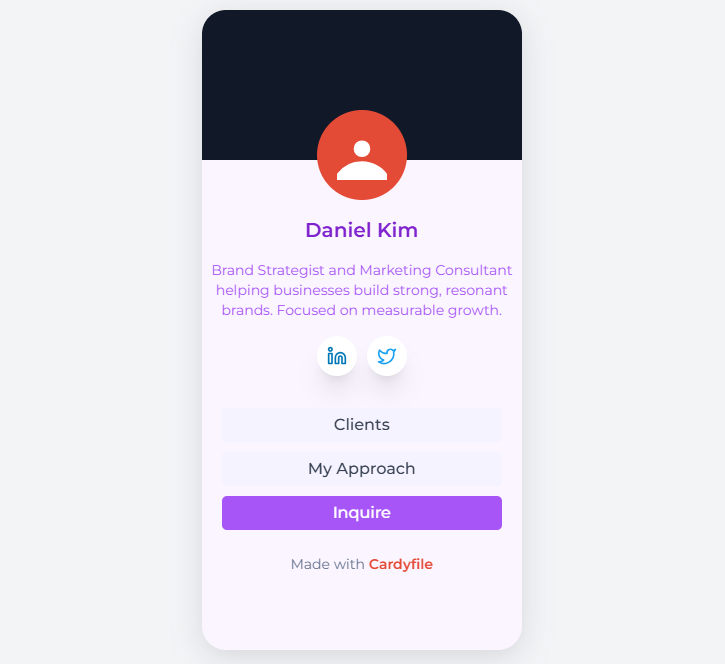 Daniel Kim
Brand Strategist and Marketing Consultant
helping businesses build strong, resonant
brands. Focused on measurable growth.
Clients
My Approach
Inquire
Made with Cardyfile